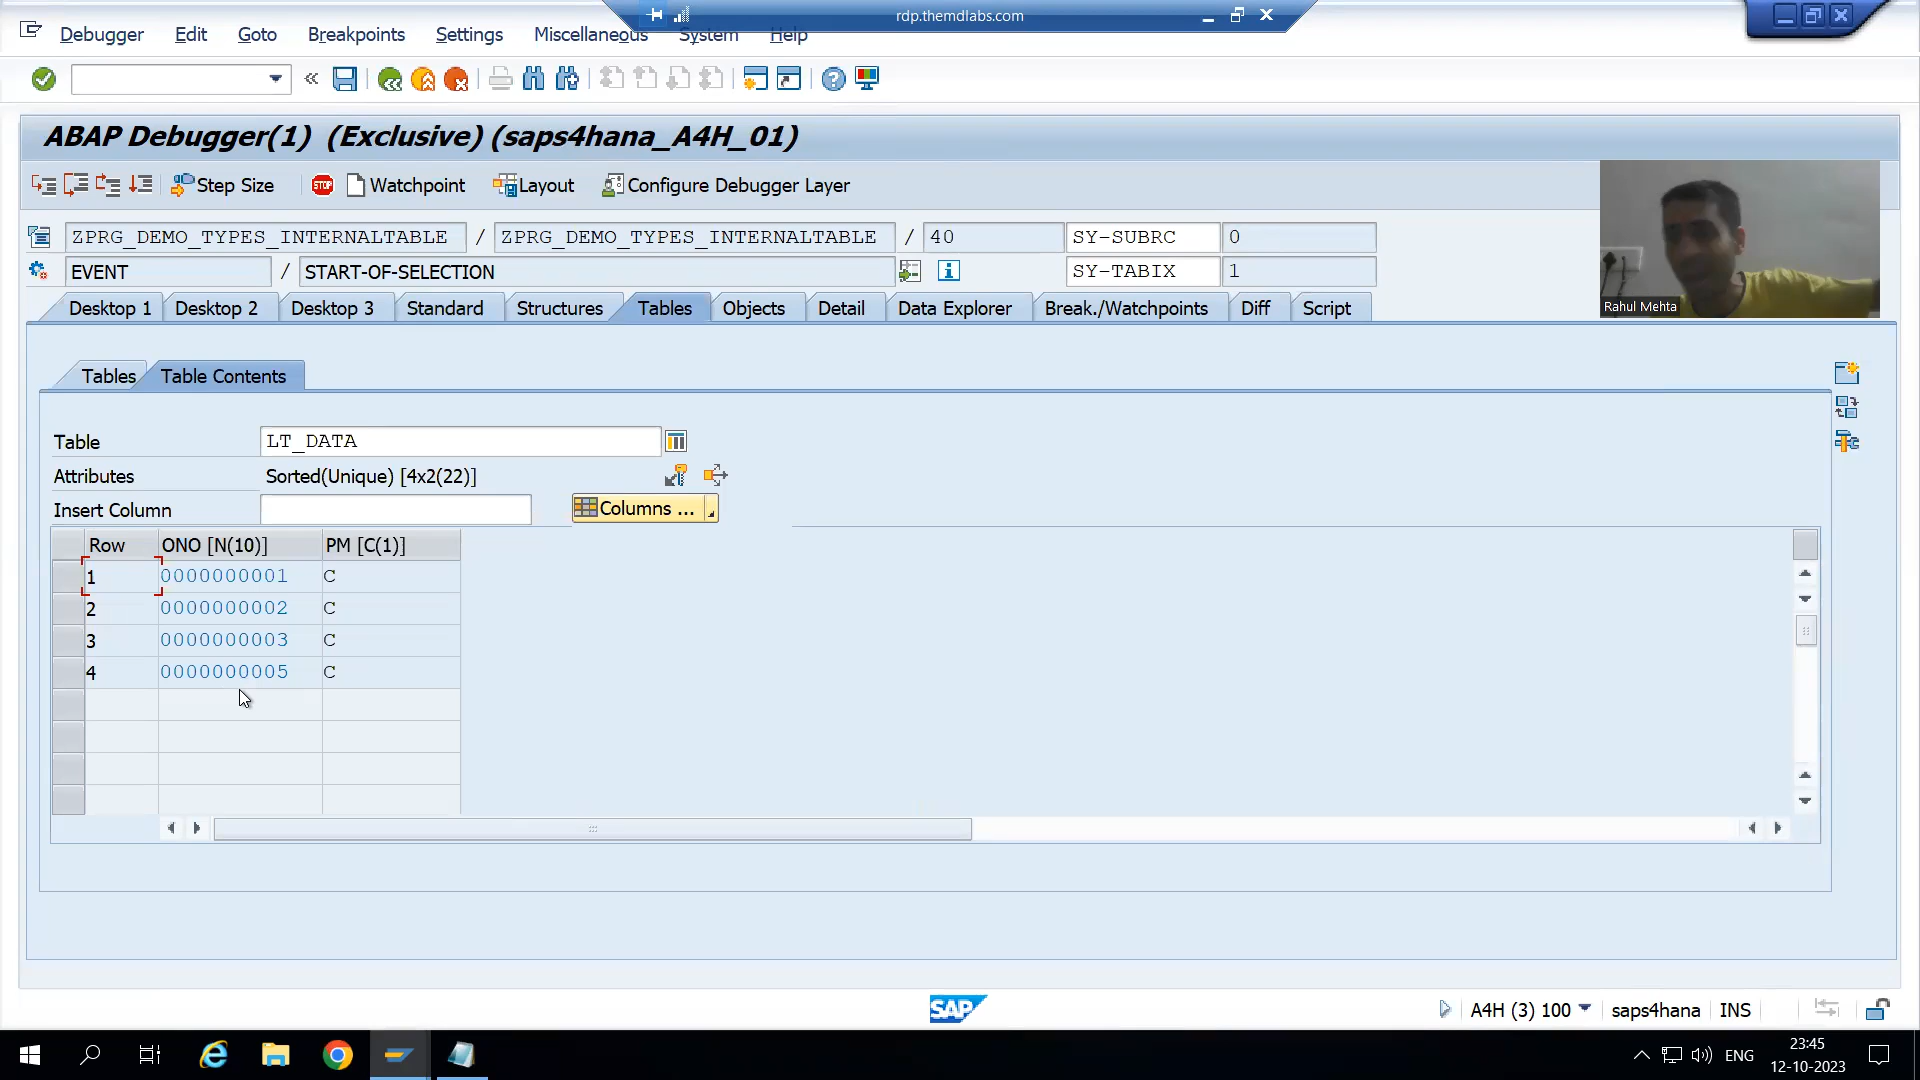 rdp.themdlabs.com
Debugger Edit Goto Breakpoints Settings Miscellaneous System Help
ABAP Debugger(1) (Exclusive) (saps4hana_A4H_01)
Step Size STOP Watchpoint Layout Configure Debugger Layer
ZPRG_DEMO_TYPES_INTERNALTABLE / ZPRG_DEMO_TYPES_INTERNALTABLE / 40 SY-SUBRC 0
EVENT / START-OF-SELECTION SY-TABIX 1
Rahul Mehta
Desktop 1 Desktop 2 Desktop 3 Standard Structures Tables Objects Detail Data Explorer Break./Watchpoints Diff Script
Tables Table Contents
Table LT_DATA
Attributes Sorted(Unique) [4x2(22)]
Insert Column Columns ...
Row ONO [N(10)] PM [C(1)]
1 0000000001 C
2 0000000002 C
3 0000000003 C
4 0000000005 C
SAP A4H (3) 100 saps4hana INS
23:45
ENG
12-10-2023